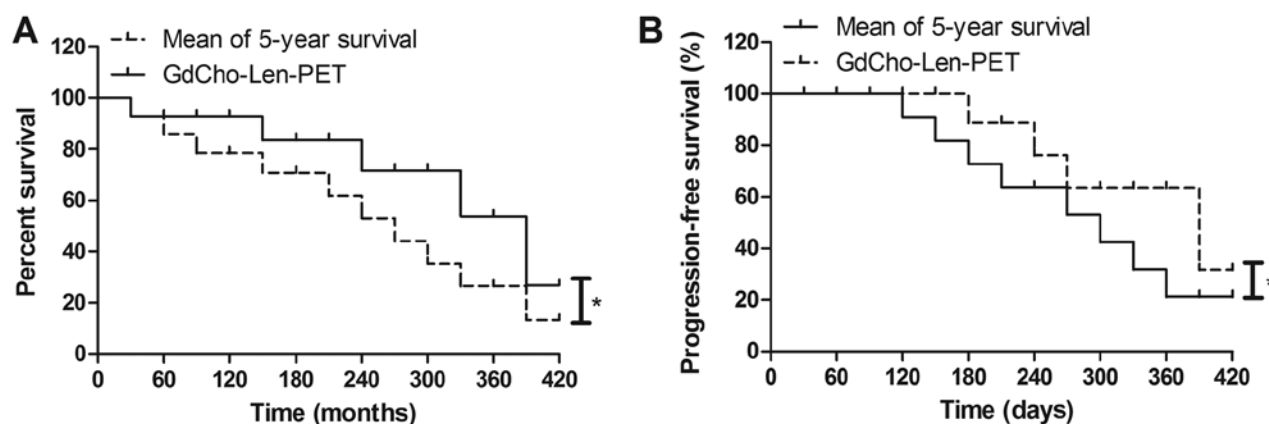 A
Mean of 5-year survival
GdCho-Len-PET
Percent survival
120
100
80
60
40
20
0
0 60 120 180 240 300 360 420
Time (months)
*
B
Mean of 5-year survival
GdCho-Len-PET
Progression-free survival (%)
120
100
80
60
40
20
0
0 60 120 180 240 300 360 420
Time (days)
*